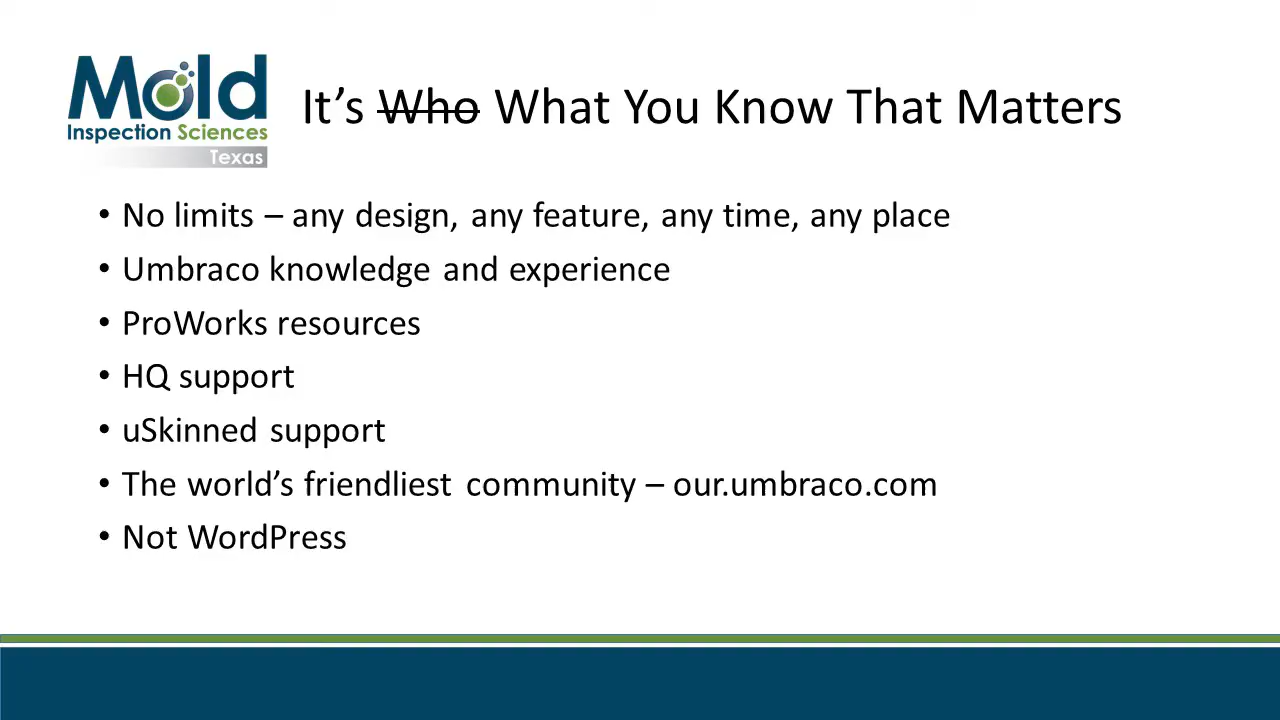 Mold
Inspection Sciences
Texas
It’s Who What You Know That Matters
• No limits – any design, any feature, any time, any place
• Umbraco knowledge and experience
• ProWorks resources
• HQ support
• uSkinned support
• The world’s friendliest community – our.umbraco.com
• Not WordPress